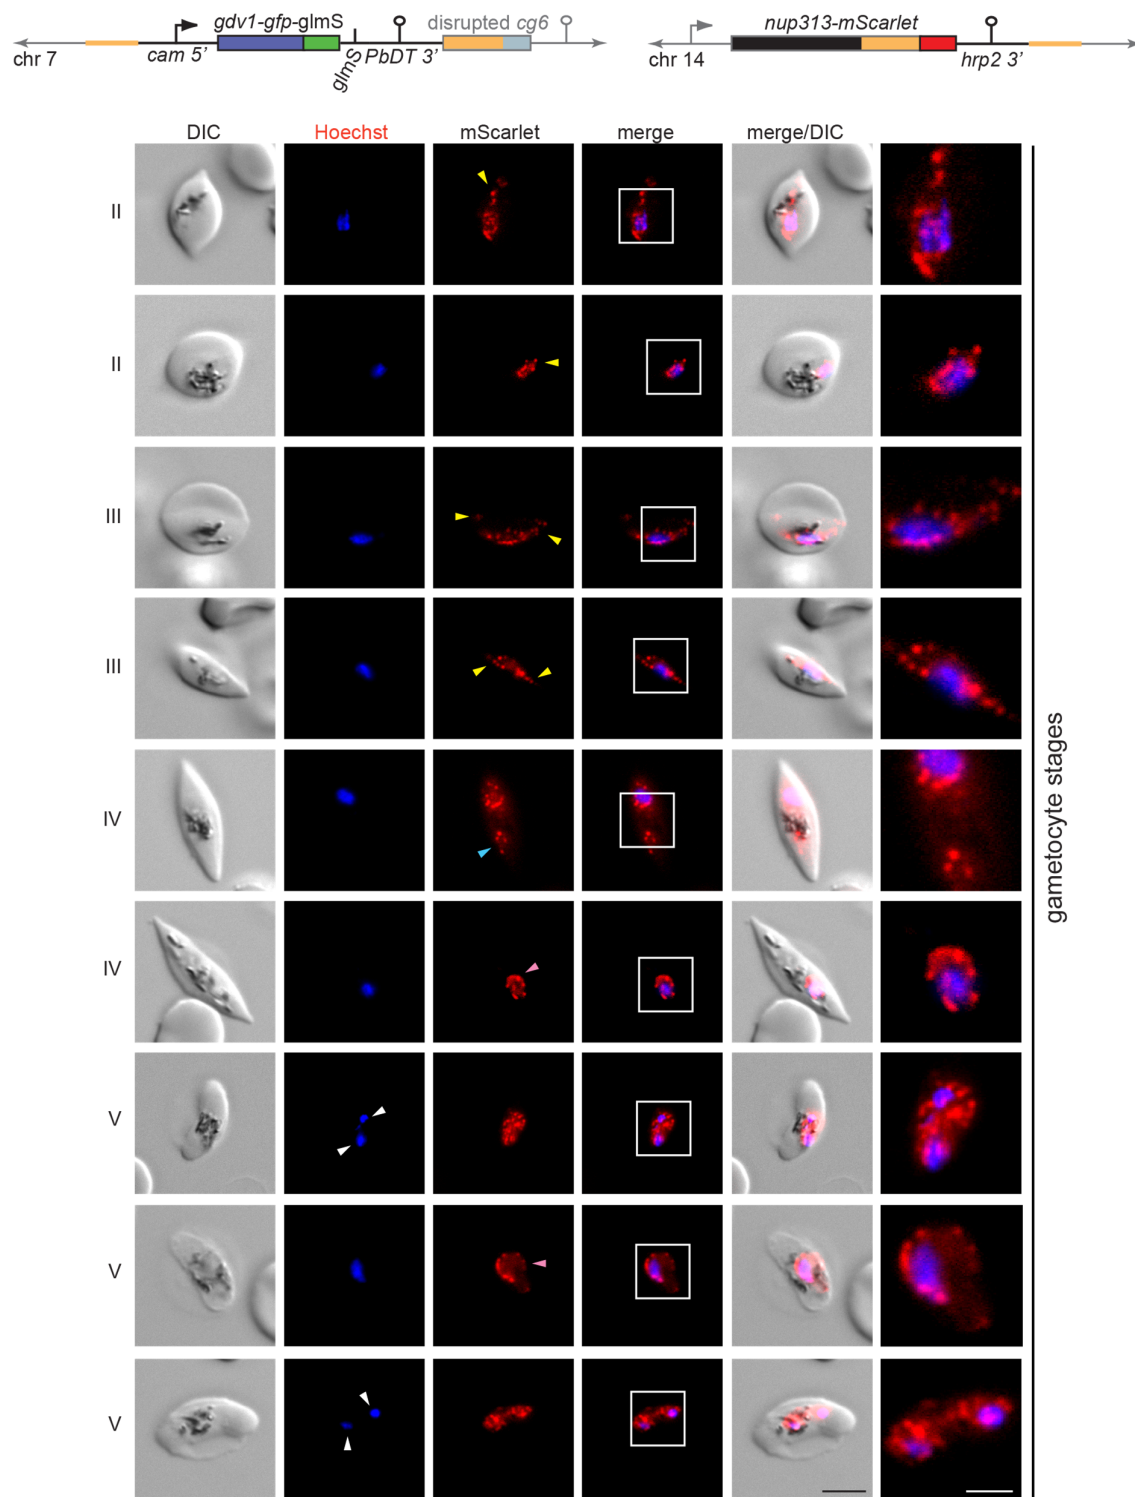 gdv1-gfp-glmS disrupted cg6 nup313-mScarlet
chr 7 cam 5’ glmS PbDT 3’ chr 14 hrp2 3’
DIC Hoechst mScarlet merge merge/DIC
II
II
III
III
IV
IV
V
V
V
gametocyte stages